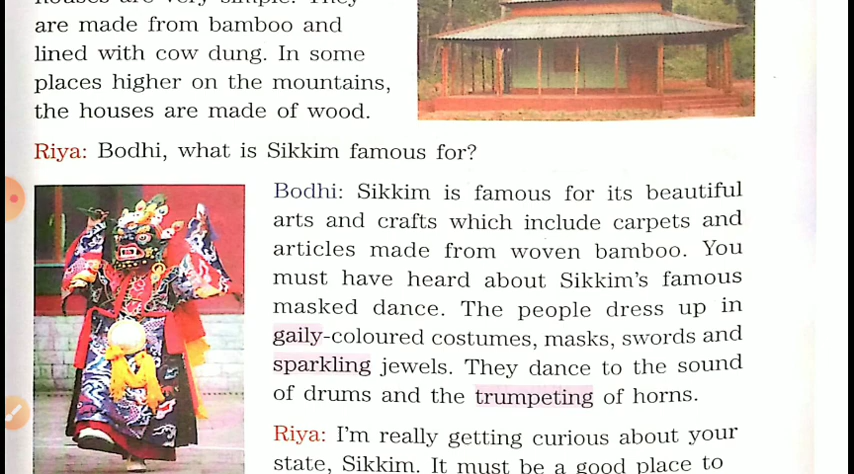 houses are very simple. They
are made from bamboo and
lined with cow dung. In some
places higher on the mountains,
the houses are made of wood.
Riya: Bodhi, what is Sikkim famous for?
Bodhi: Sikkim is famous for its beautiful
arts and crafts which include carpets and
articles made from woven bamboo. You
must have heard about Sikkim's famous
masked dance. The people dress up in
gaily-coloured costumes, masks, swords and
sparkling jewels. They dance to the sound
of drums and the trumpeting of horns.
Riya: I'm really getting curious about your
state, Sikkim. It must be a good place to